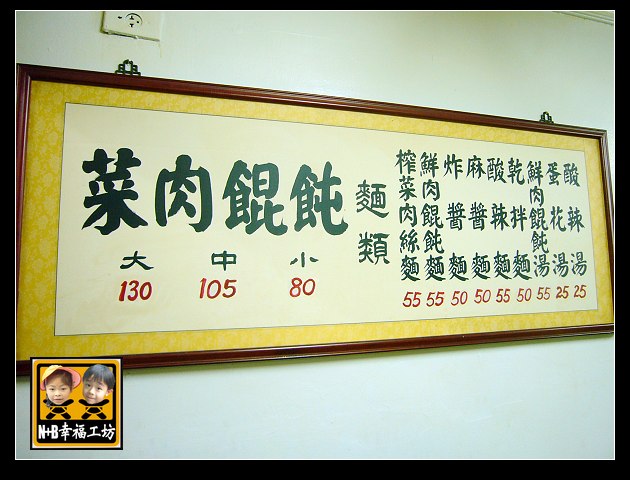 菜肉餛飩
大 中 小
130 105 80
麵類
榨菜肉絲麵 55
鮮肉餛飩麵 55
炸醬麵 50
麻醬麵 50
酸辣麵 55
乾拌麵 50
鮮肉餛飩湯 55
蛋花湯 25
酸辣湯 25
N+B幸福工坊